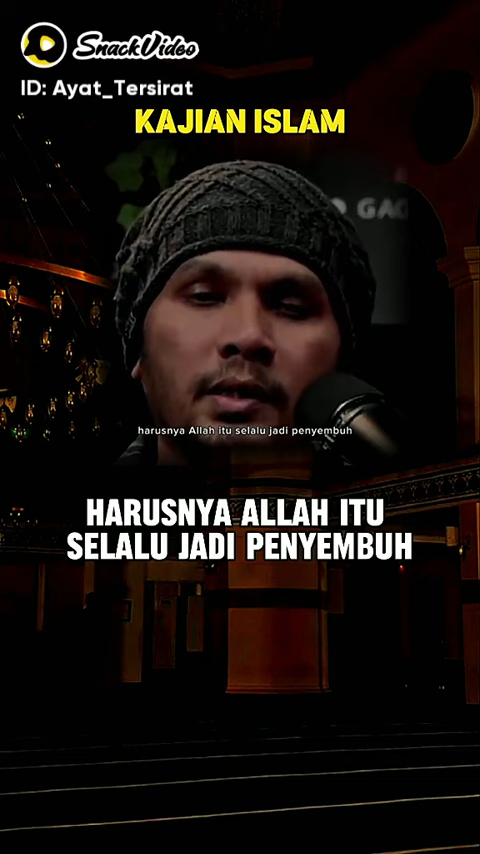 SnackVideo
ID: Ayat_Tersirat
KAJIAN ISLAM
harusnya Allah itu selalu jadi penyembuh
HARUSNYA ALLAH ITU
SELALU JADI PENYEMBUH